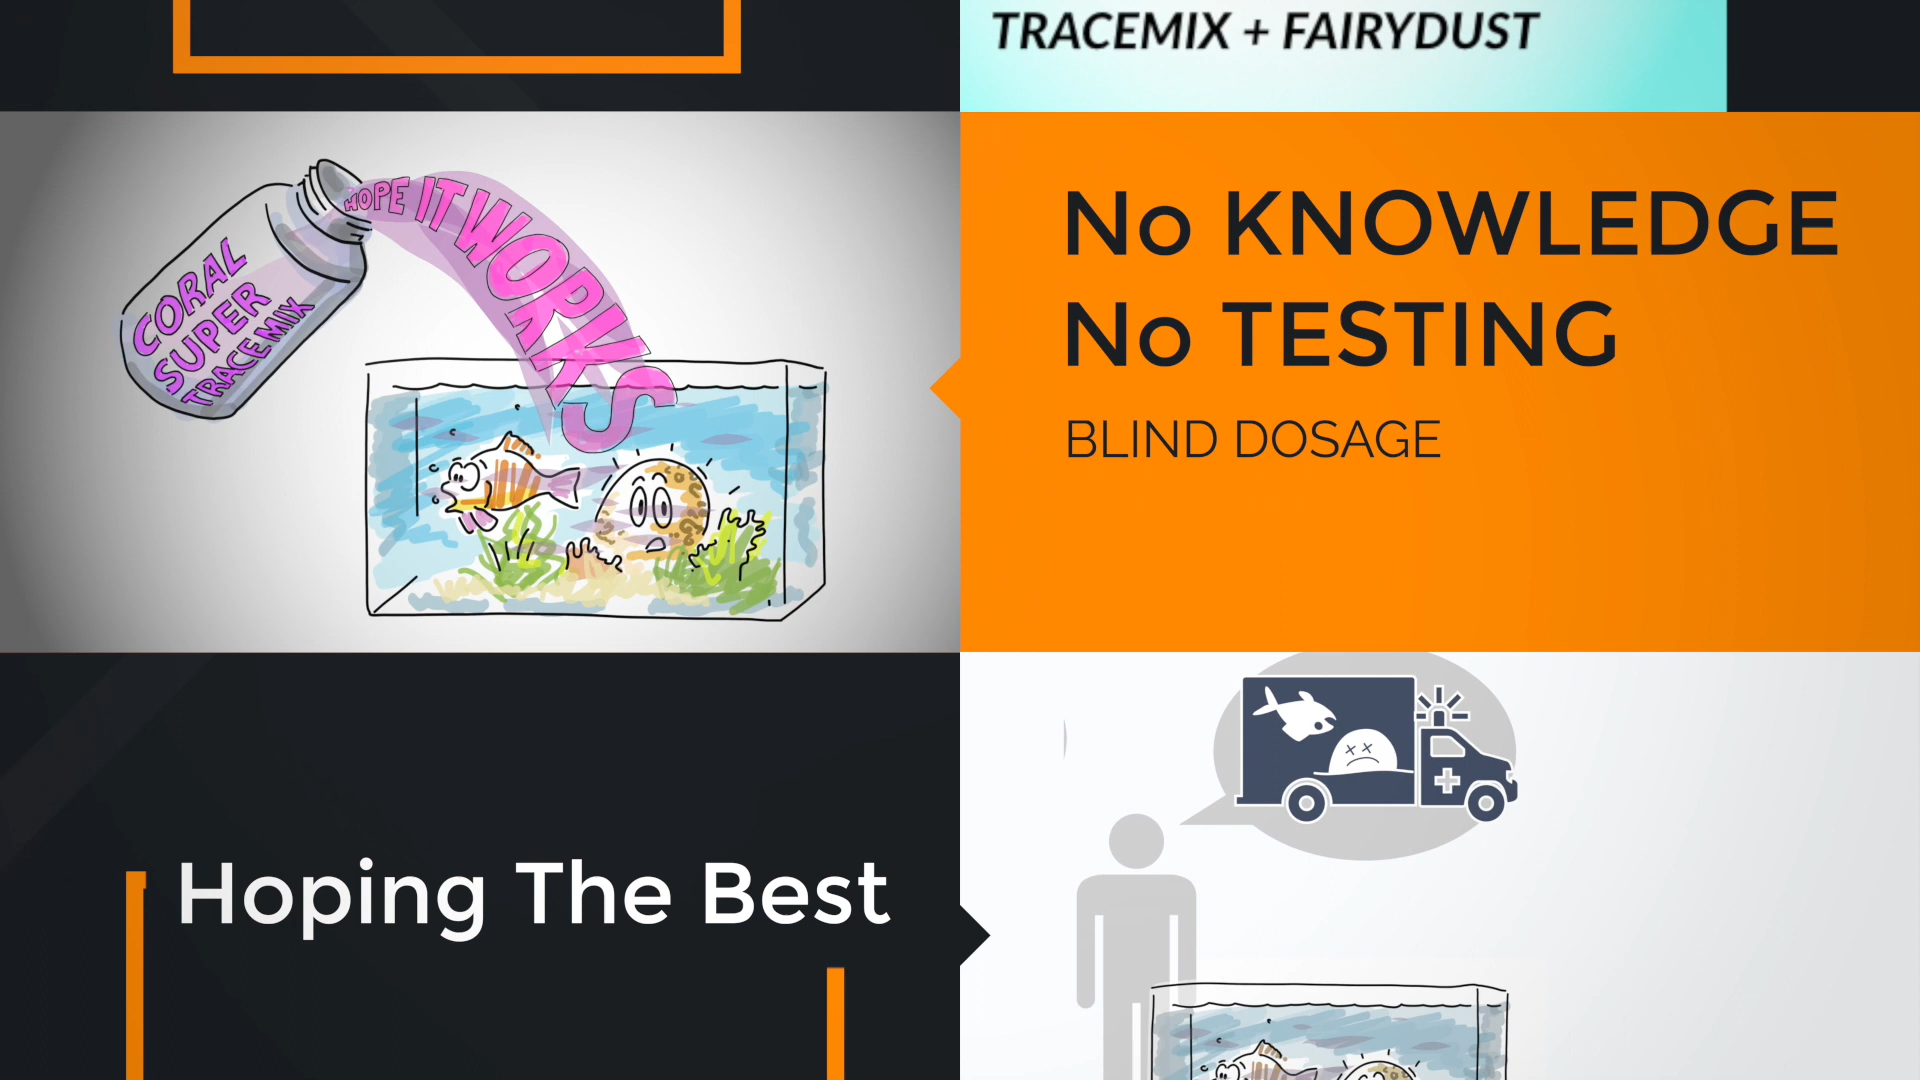 TRACEMIX + FAIRYDUST
HOPE IT WORKS
CORAL
SUPER
TRACEMIX
No KNOWLEDGE
No TESTING
BLIND DOSAGE
Hoping The Best